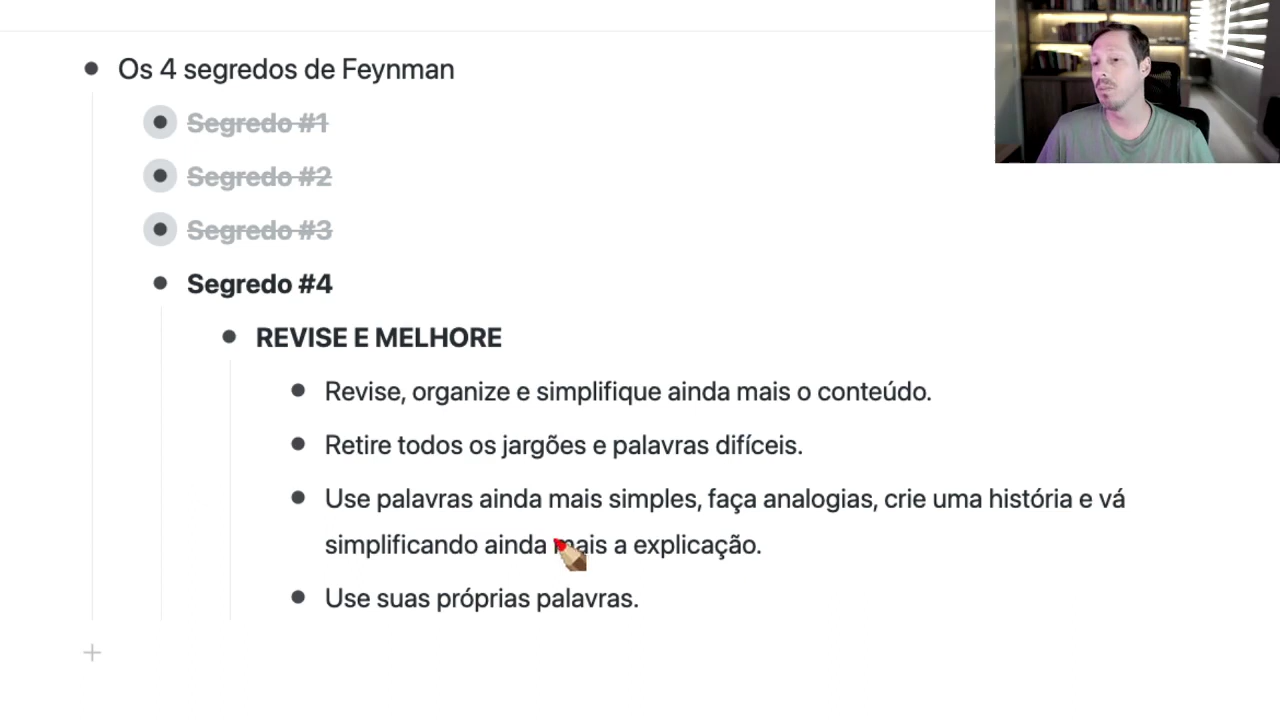 Os 4 segredos de Feynman
Segredo #1
Segredo #2
Segredo #3
Segredo #4
REVISE E MELHORE
Revise, organize e simplifique ainda mais o conteúdo.
Retire todos os jargões e palavras difíceis.
Use palavras ainda mais simples, faça analogias, crie uma história e vá
simplificando ainda mais a explicação.
Use suas próprias palavras.